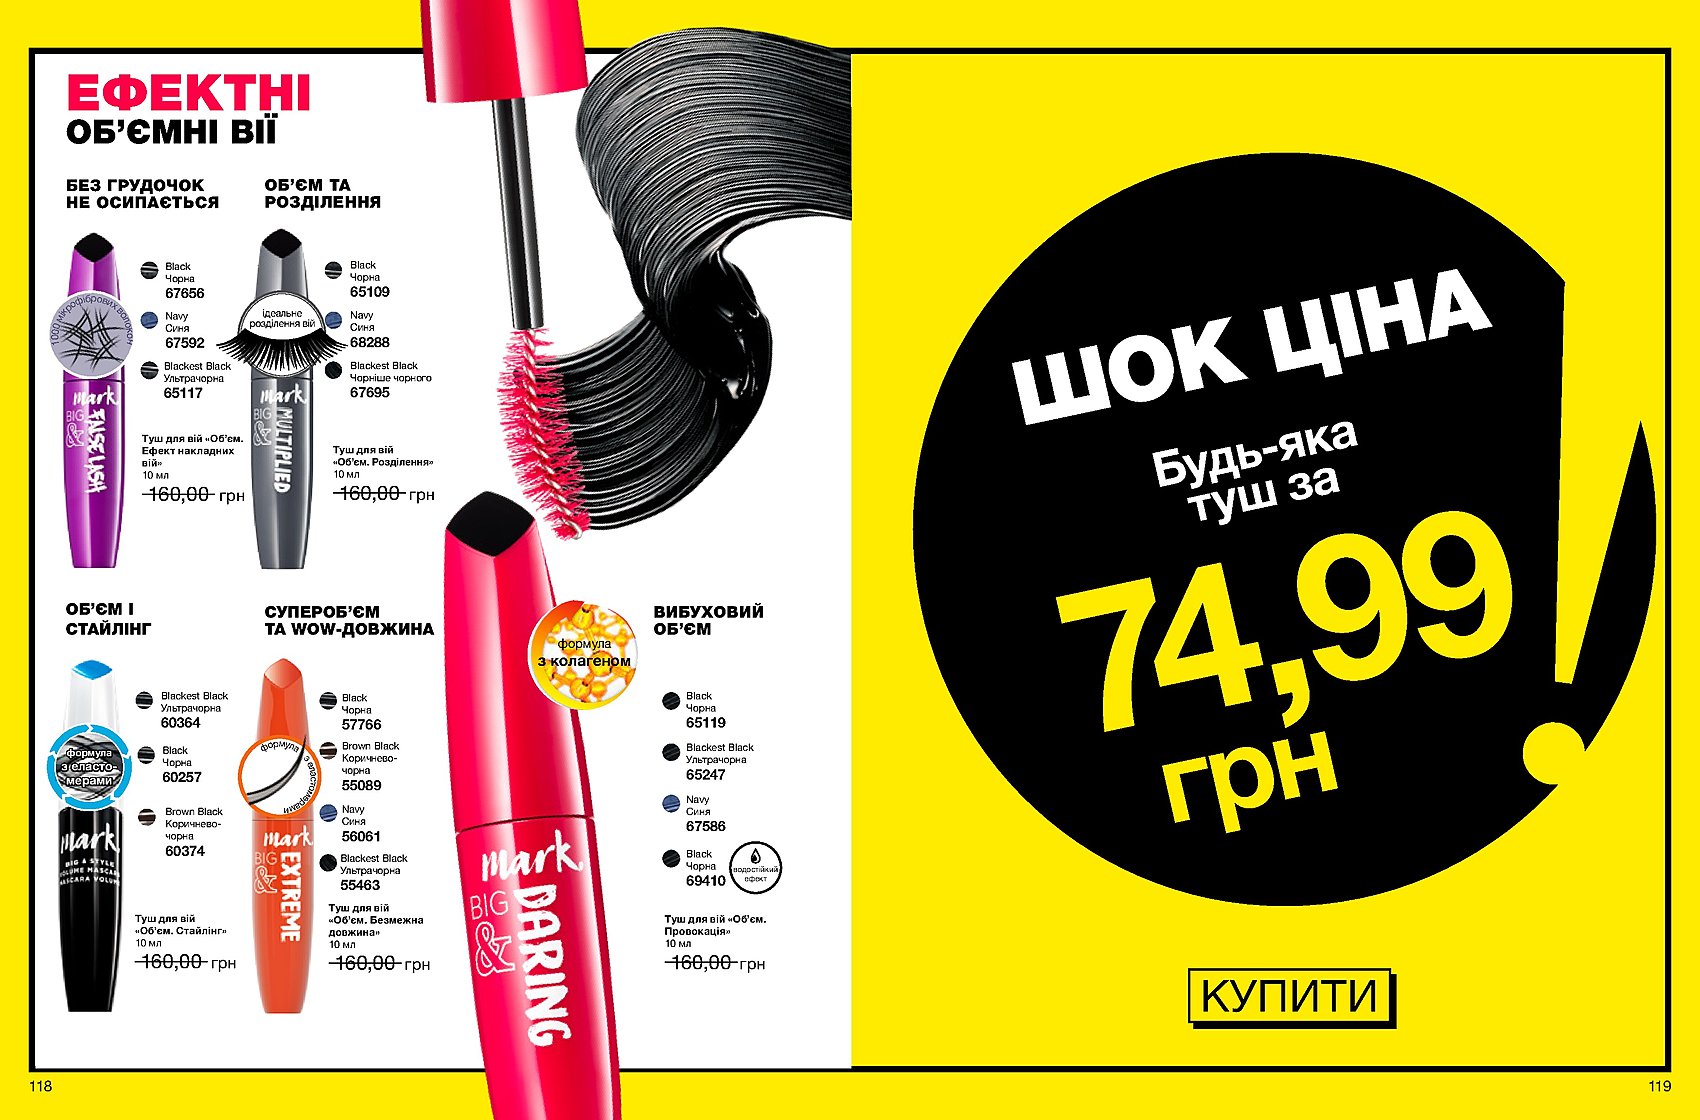 ЕФЕКТНІ
ОБ’ЄМНІ ВІЇ
БЕЗ ГРУДОЧОК
НЕ ОСИПАЄТЬСЯ
1000 мікрофібрових волокон
Black
Чорна
67656
Navy
Синя
67592
Blackest Black
Ультрачорна
65117
mark.
BIG
&
FALSE LASH
Туш для вій «Об’єм.
Ефект накладних
вій»
10 мл
160,00 грн
ОБ’ЄМ ТА
РОЗДІЛЕННЯ
ідеальне
розділення вій
Black
Чорна
65109
Navy
Синя
68288
Blackest Black
Чорніше чорного
67695
mark.
BIG
&
MULTIPLIED
Туш для вій
«Об’єм. Розділення»
10 мл
160,00 грн
ОБ’ЄМ І
СТАЙЛІНГ
формула
з еласто-
мерами
Blackest Black
Ультрачорна
60364
Black
Чорна
60257
Brown Black
Коричнево-
чорна
60374
mark.
BIG & STYLE
VOLUME MASCARA
MASCARA VOLUME
Туш для вій
«Об’єм. Стайлінг»
10 мл
160,00 грн
СУПЕРОБ’ЄМ
ТА WOW-ДОВЖИНА
формула з еластомерами
Black
Чорна
57766
Brown Black
Коричнево-
чорна
55089
Navy
Синя
56061
Blackest Black
Ультрачорна
55463
mark.
BIG
&
EXTREME
Туш для вій
«Об’єм. Безмежна
довжина»
10 мл
160,00 грн
формула
з колагеном
mark.
BIG
&
DARING
ВИБУХОВИЙ
ОБ’ЄМ
Black
Чорна
65119
Blackest Black
Ультрачорна
65247
Navy
Синя
67586
Black
Чорна
69410
водостійкий
ефект
Туш для вій «Об’єм.
Провокація»
10 мл
160,00 грн
118
ШОК ЦІНА
Будь-яка
туш за
74,99
грн
!
КУПИТИ
119